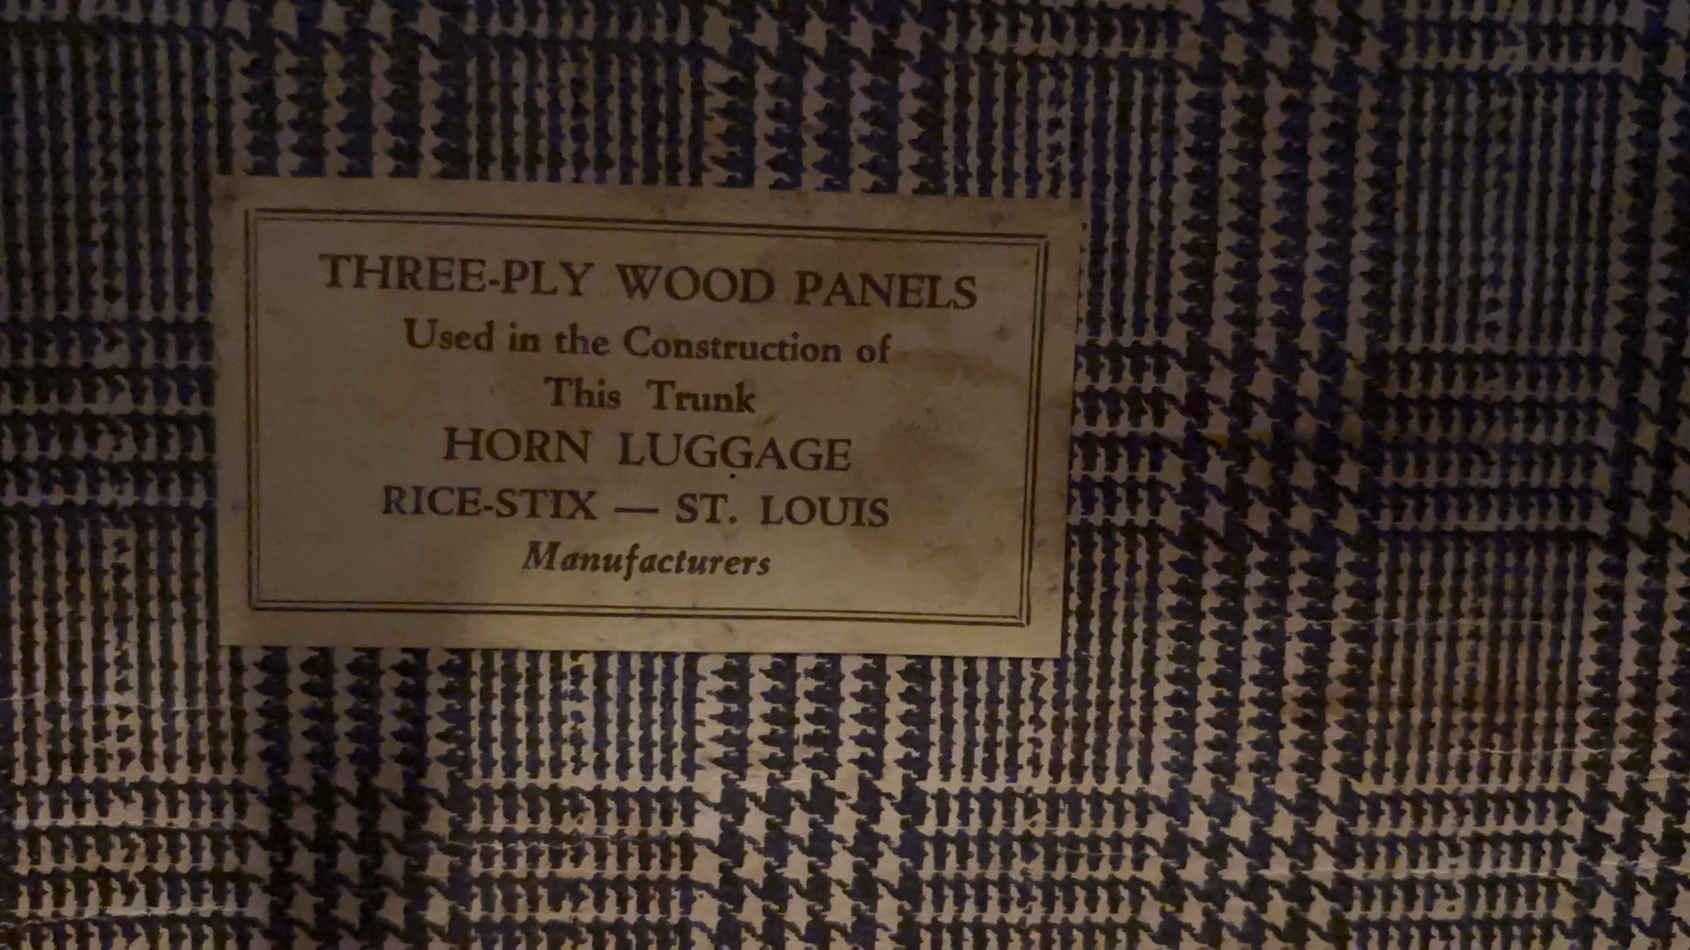 THREE-PLY WOOD PANELS
Used in the Construction of
This Trunk
HORN LUGGAGE
RICE-STIX — ST. LOUIS
Manufacturers